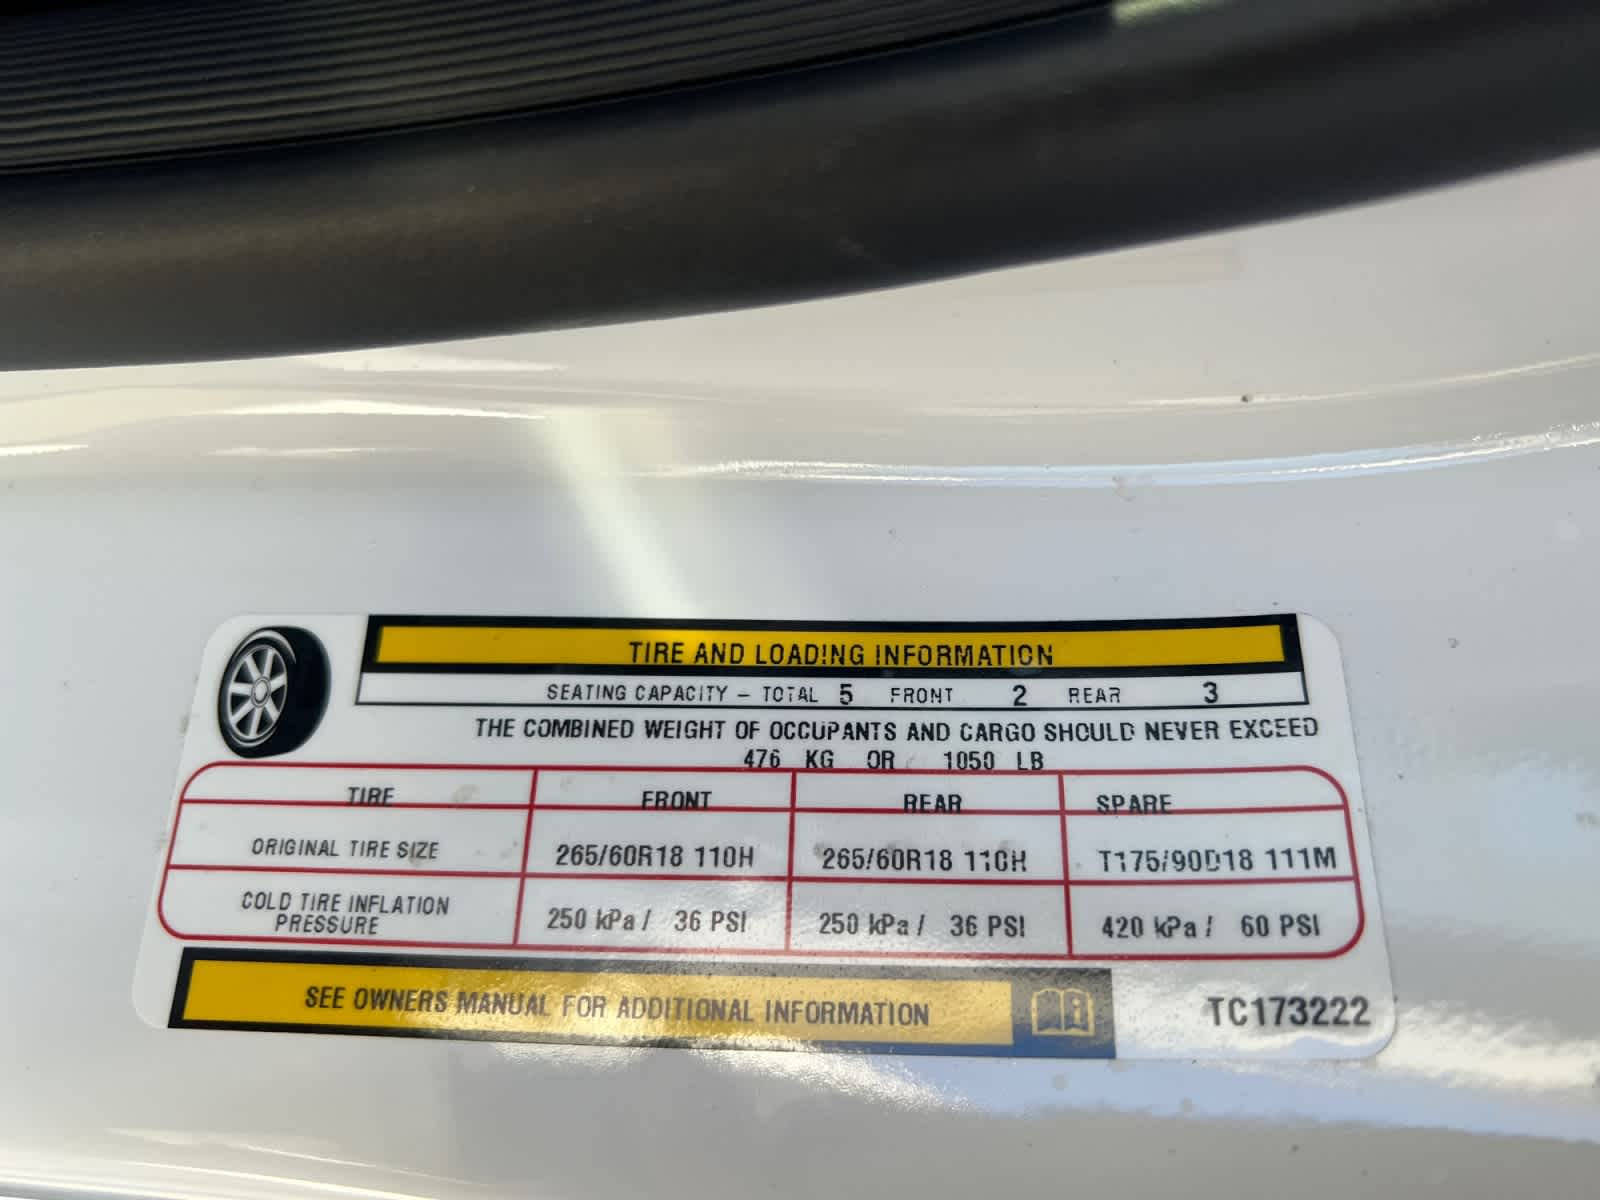 TIRE AND LOADING INFORMATION
SEATING CAPACITY – TOTAL 5 FRONT 2 REAR 3
THE COMBINED WEIGHT OF OCCUPANTS AND CARGO SHOULD NEVER EXCEED
476 KG OR 1050 LB
TIRE FRONT REAR SPARE
ORIGINAL TIRE SIZE 265/60R18 110H 265/60R18 110H T175/90D18 111M
COLD TIRE INFLATION
PRESSURE 250 kPa / 36 PSI 250 kPa / 36 PSI 420 kPa / 60 PSI
SEE OWNERS MANUAL FOR ADDITIONAL INFORMATION
TC173222